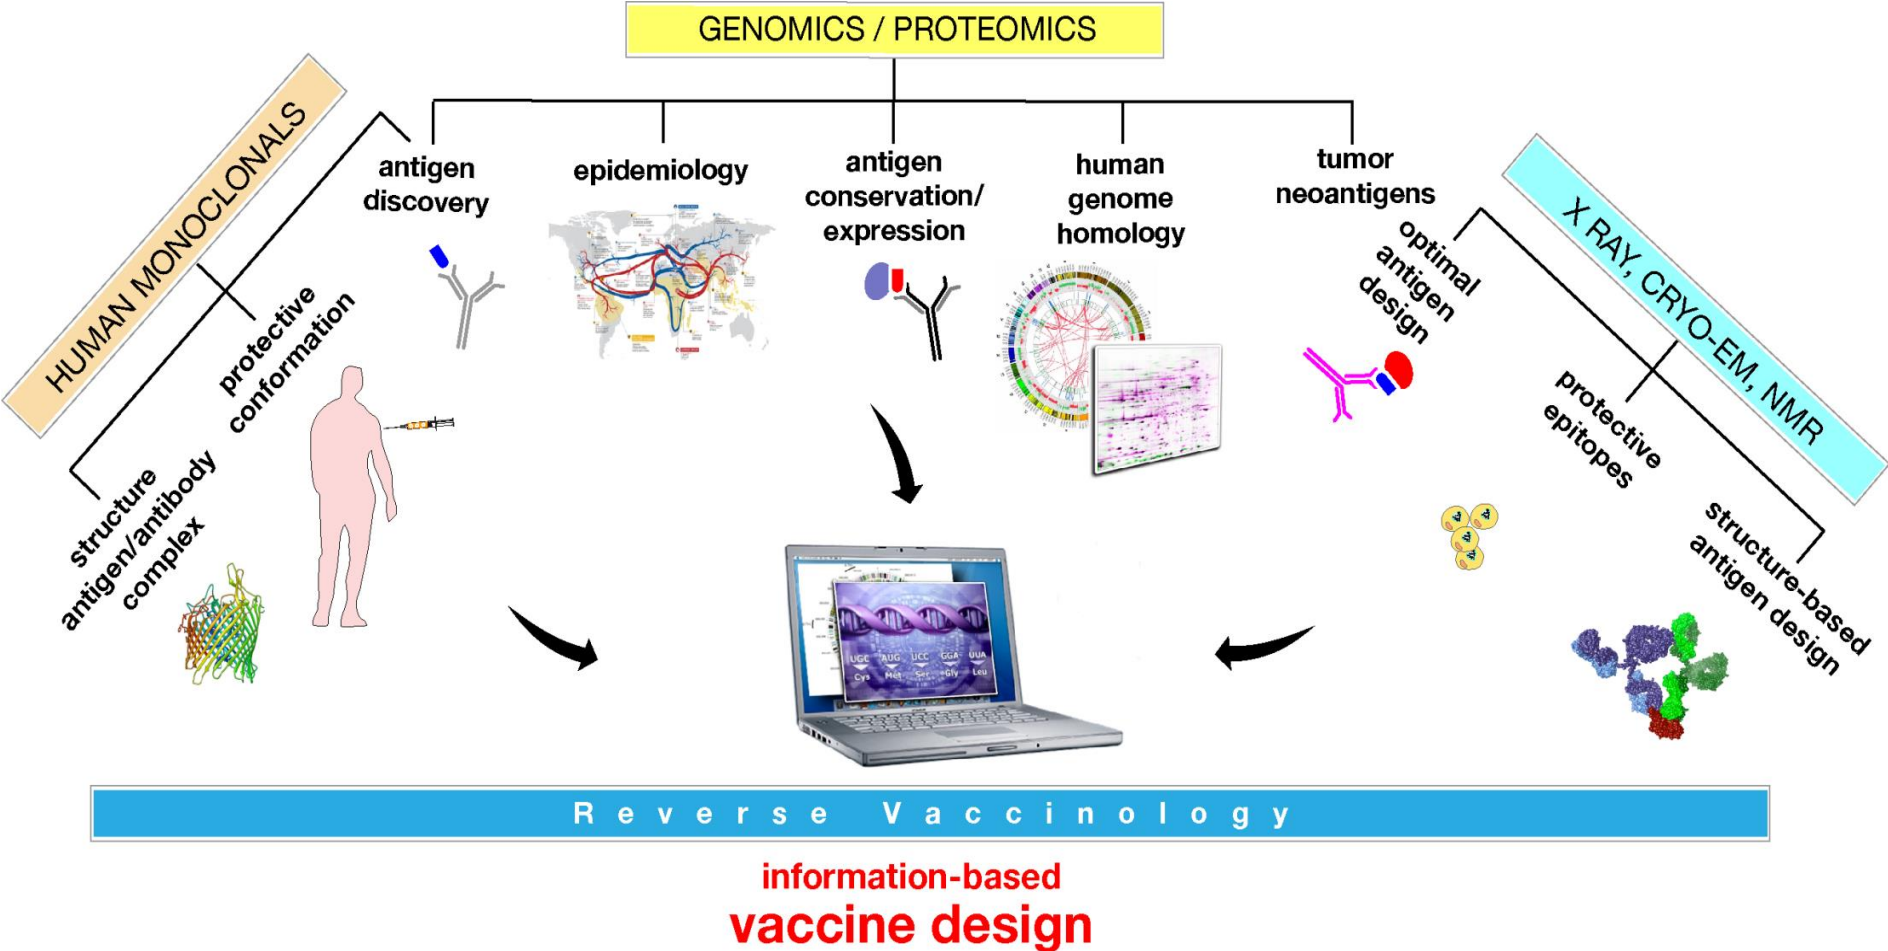 GENOMICS / PROTEOMICS
HUMAN MONOCLONALS
antigen
discovery
epidemiology
antigen
conservation/
expression
human
genome
homology
tumor
neoantigens
X RAY, CRYO-EM, NMR
protective
conformation
structure
antigen/antibody
complex
optimal
antigen
design
protective
epitopes
structure-based
antigen design
UGC AUG UCC GGA UUA
Cys Met Ser Gly Leu
Reverse Vaccinology
information-based
vaccine design